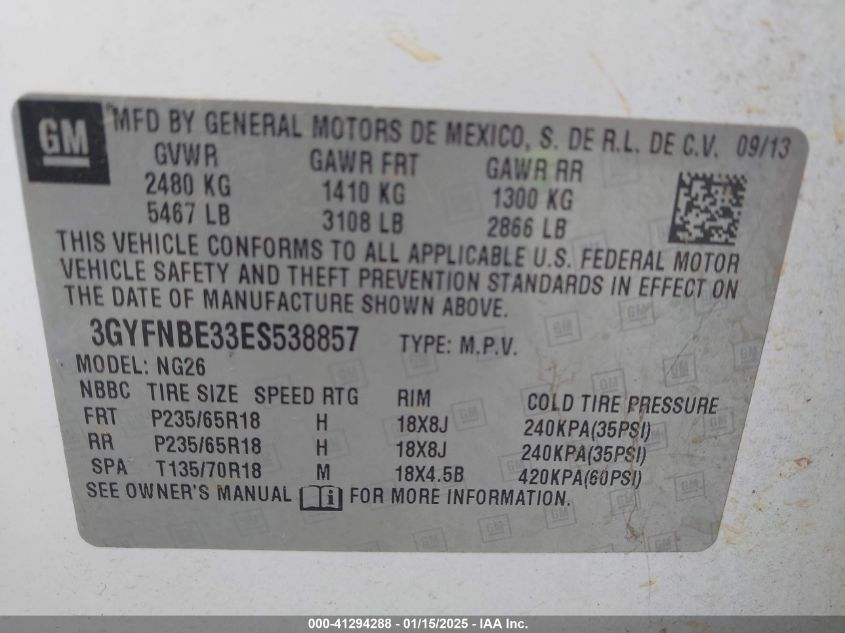 GM
MFD BY GENERAL MOTORS DE MEXICO, S. DE R.L. DE C.V. 09/13
GVWR GAWR FRT GAWR RR
2480 KG 1410 KG 1300 KG
5467 LB 3108 LB 2866 LB
THIS VEHICLE CONFORMS TO ALL APPLICABLE U.S. FEDERAL MOTOR
VEHICLE SAFETY AND THEFT PREVENTION STANDARDS IN EFFECT ON
THE DATE OF MANUFACTURE SHOWN ABOVE.
3GYFNBE33ES538857 TYPE: M.P.V.
MODEL: NG26
NBBC TIRE SIZE SPEED RTG RIM COLD TIRE PRESSURE
FRT P235/65R18 H 18X8J 240KPA(35PSI)
RR P235/65R18 H 18X8J 240KPA(35PSI)
SPA T135/70R18 M 18X4.5B 420KPA(60PSI)
SEE OWNER'S MANUAL i FOR MORE INFORMATION.
000-41294288 - 01/15/2025 - IAA Inc.